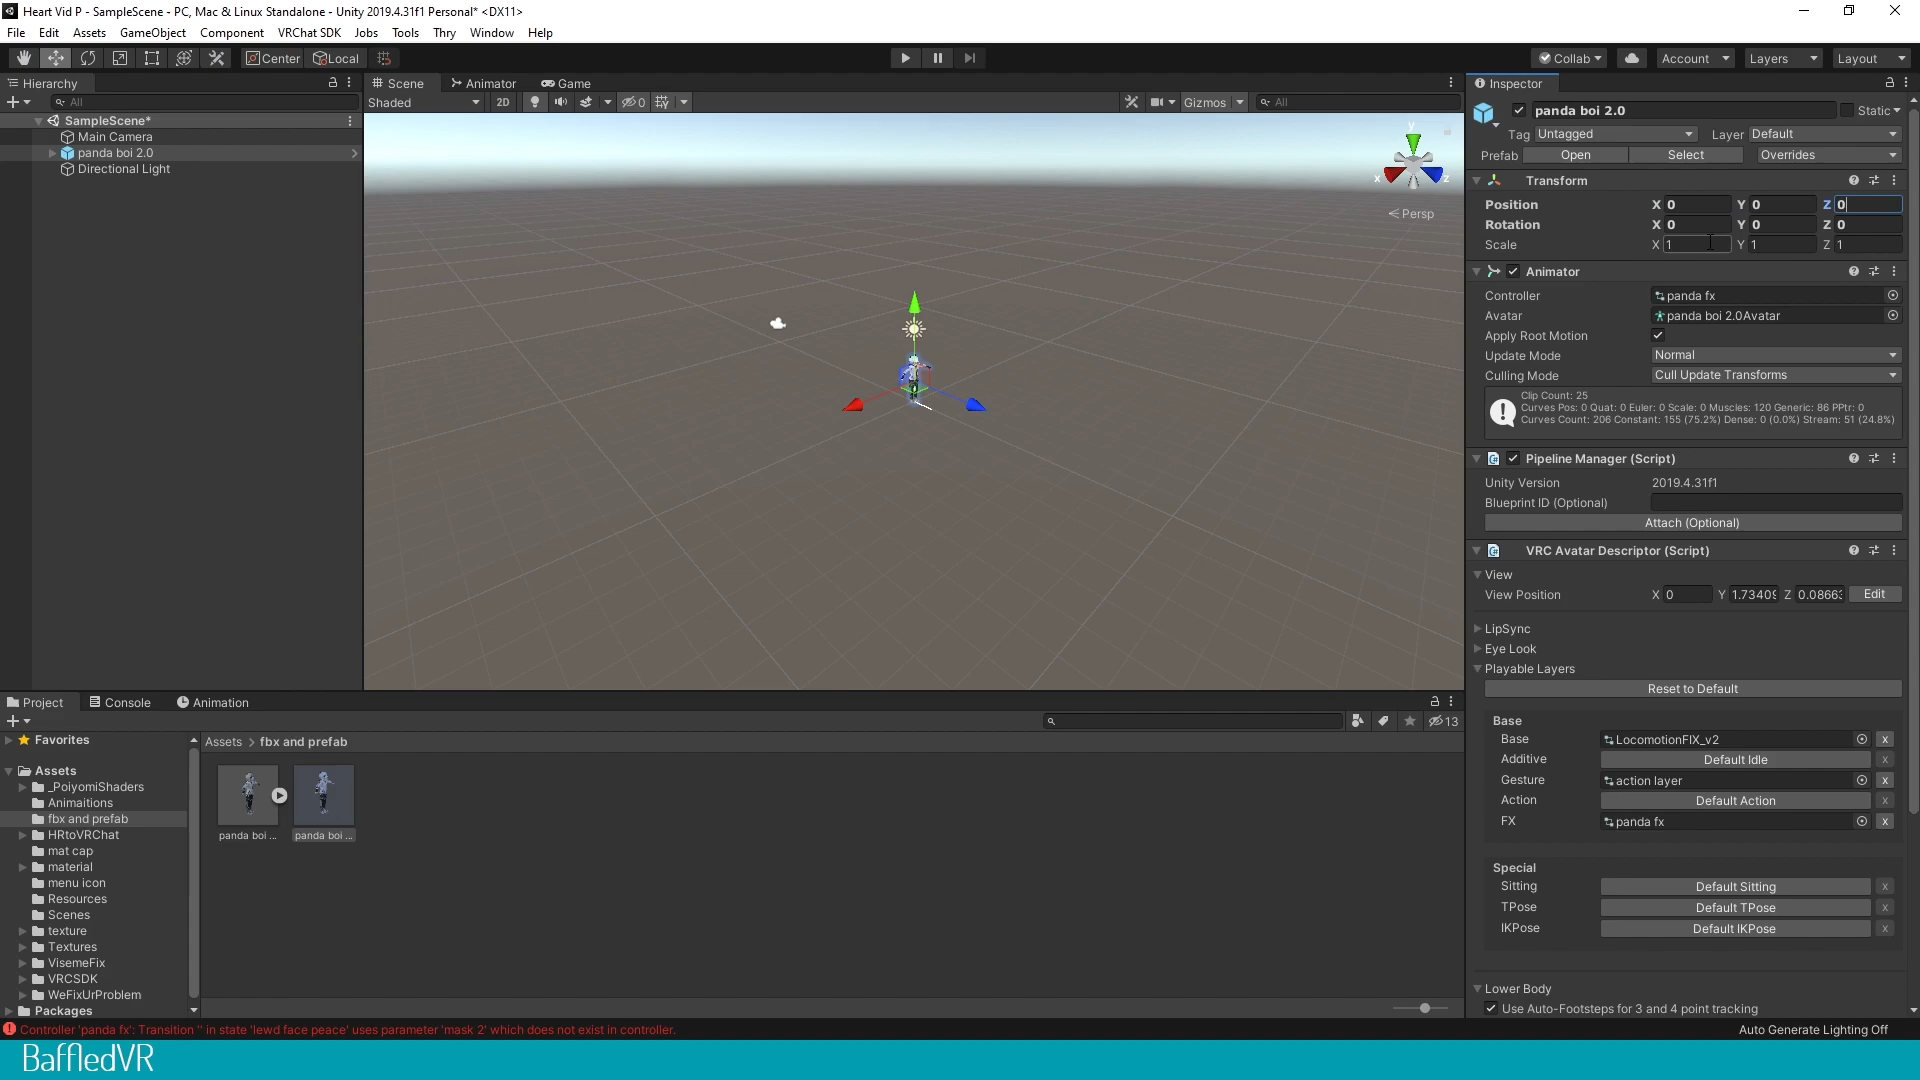 Heart Vid P - SampleScene - PC, Mac & Linux Standalone - Unity 2019.4.31f1 Personal* <DX11>
File Edit Assets GameObject Component VRChat SDK Jobs Tools Thry Window Help
Center Local Collab Account Layers Layout
Hierarchy
All
SampleScene*
Main Camera
panda boi 2.0
Directional Light
Scene Animator Game
Shaded 2D 0 Gizmos All
y
x z
Persp
Inspector
panda boi 2.0 Static
Tag Untagged Layer Default
Prefab Open Select Overrides
Transform
Position X 0 Y 0 Z 0
Rotation X 0 Y 0 Z 0
Scale X 1 Y 1 Z 1
Animator
Controller panda fx
Avatar panda boi 2.0Avatar
Apply Root Motion
Update Mode Normal
Culling Mode Cull Update Transforms
Clip Count: 25
Curves Pos: 0 Quat: 0 Euler: 0 Scale: 0 Muscles: 120 Generic: 86 PPtr: 0
Curves Count: 206 Constant: 155 (75.2%) Dense: 0 (0.0%) Stream: 51 (24.8%)
Pipeline Manager (Script)
Unity Version 2019.4.31f1
Blueprint ID (Optional)
Attach (Optional)
VRC Avatar Descriptor (Script)
View
View Position X 0 Y 1.73409 Z 0.0866 Edit
LipSync
Eye Look
Playable Layers
Reset to Default
Base
Base LocomotionFIX_v2 x
Additive Default Idle x
Gesture action layer x
Action Default Action x
FX panda fx x
Special
Sitting Default Sitting x
TPose Default TPose x
IKPose Default IKPose x
Lower Body
Use Auto-Footsteps for 3 and 4 point tracking
Project Console Animation
13
Favorites
Assets
_PoiyomiShaders
Animaitions
fbx and prefab
HRtoVRChat
mat cap
material
menu icon
Resources
Scenes
texture
Textures
VisemeFix
VRCSDK
WeFixUrProblem
Packages
Assets > fbx and prefab
panda boi ... panda boi ...
Controller 'panda fx': Transition '' in state 'lewd face peace' uses parameter 'mask 2' which does not exist in controller.
Auto Generate Lighting Off
BaffledVR